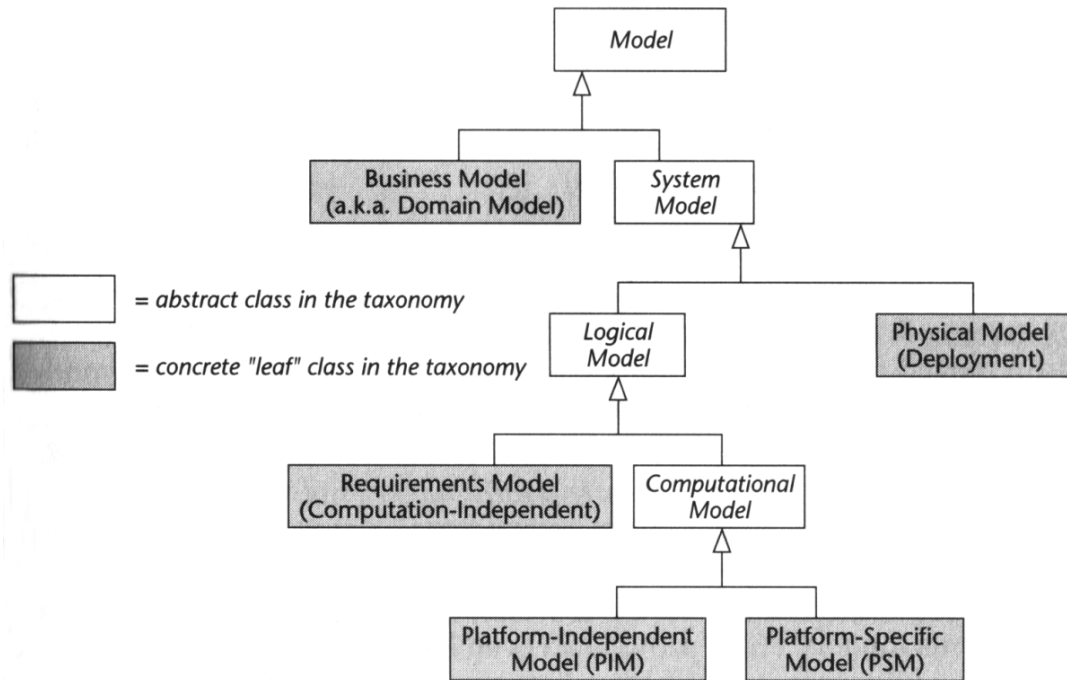 Model
Business Model
(a.k.a. Domain Model)
System
Model
= abstract class in the taxonomy
= concrete "leaf" class in the taxonomy
Logical
Model
Physical Model
(Deployment)
Requirements Model
(Computation-Independent)
Computational
Model
Platform-Independent
Model (PIM)
Platform-Specific
Model (PSM)